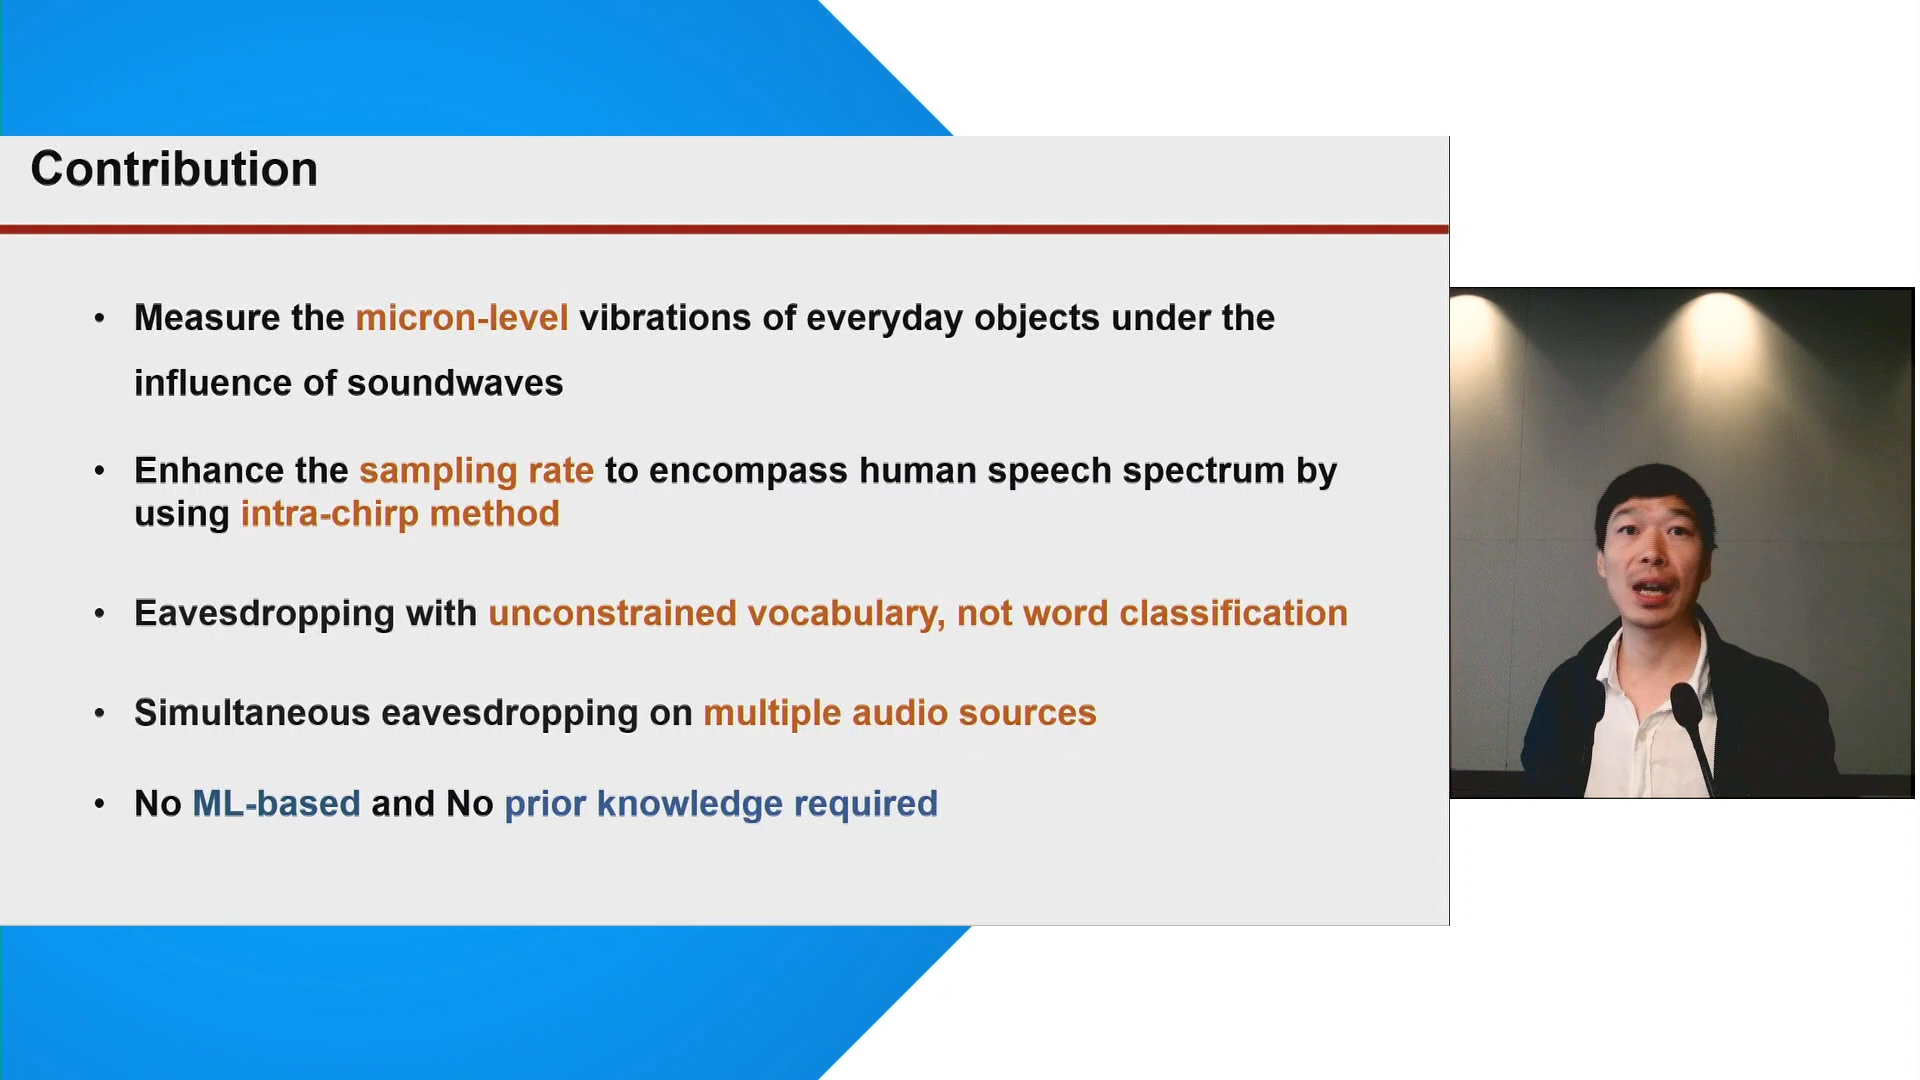 Contribution
• Measure the micron-level vibrations of everyday objects under the
influence of soundwaves
• Enhance the sampling rate to encompass human speech spectrum by
using intra-chirp method
• Eavesdropping with unconstrained vocabulary, not word classification
• Simultaneous eavesdropping on multiple audio sources
• No ML-based and No prior knowledge required